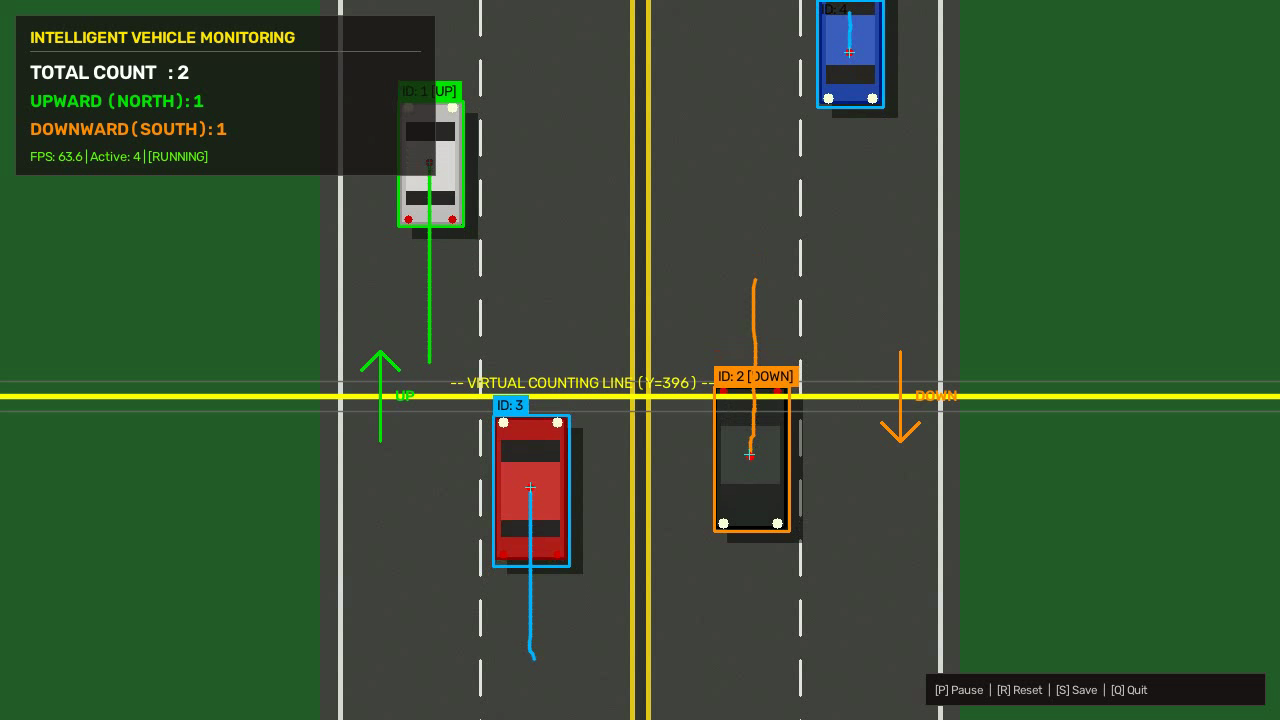 INTELLIGENT VEHICLE MONITORING
TOTAL COUNT : 2
UPWARD (NORTH): 1
DOWNWARD(SOUTH): 1
FPS: 63.6 | Active: 4 | [RUNNING]
ID: 4
ID: 1 [UP]
ID: 2 [DOWN]
-- VIRTUAL COUNTING LINE (Y=396) --
UP
DOWN
ID: 3
[P] Pause | [R] Reset | [S] Save | [Q] Quit